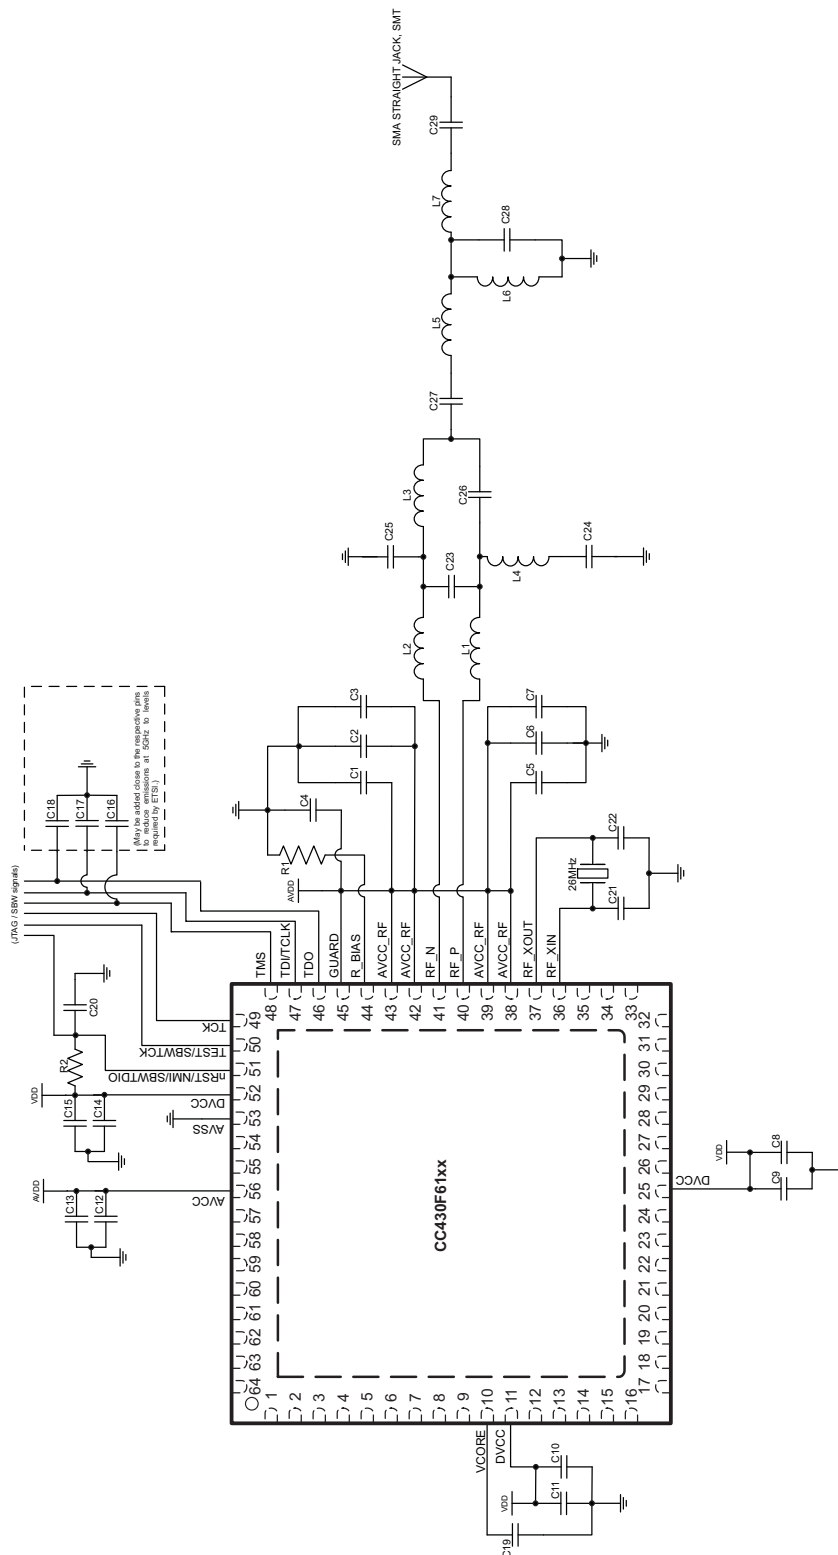 SMA STRAIGHT JACK, SMT
C29
L7
C28
L6
L5
C27
L3
C26
C25
C23
C24
L4
L2
L1
C3
C2
C1
C4
R1
AVDD
C7
C6
C5
C22
C21
26MHz
C18
C17
C16
(May be added close to the respective pins
to reduce emissions at 5GHz to levels
required by ETSI.)
(JTAG / SBW signals)
TMS
TDI/TCLK
TDO
GUARD
R_BIAS
AVCC_RF
AVCC_RF
RF_N
RF_P
AVCC_RF
AVCC_RF
RF_XOUT
RF_XIN
48
47
46
45
44
43
42
41
40
39
38
37
36
35
34
33
C20
R2
VDD
C15
C14
AVDD
C13
C12
TCK
TEST/SBWTCK
nRST/NMI/SBWTDIO
DVCC
AVSS
AVCC
49
50
51
52
53
54
55
56
57
58
59
60
61
62
63
64
CC430F61xx
32
31
30
29
28
27
26
25
24
23
22
21
20
19
18
17
DVCC
VDD
C8
C9
1
2
3
4
5
6
7
8
9
10
11
12
13
14
15
16
VCORE
DVCC
VDD
C10
C11
C19